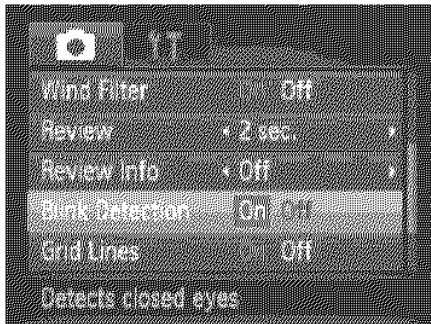 Wind Filter Off
Review 2 sec.
Review Info Off
Blink Detection On Off
Grid Lines Off
Detects closed eyes